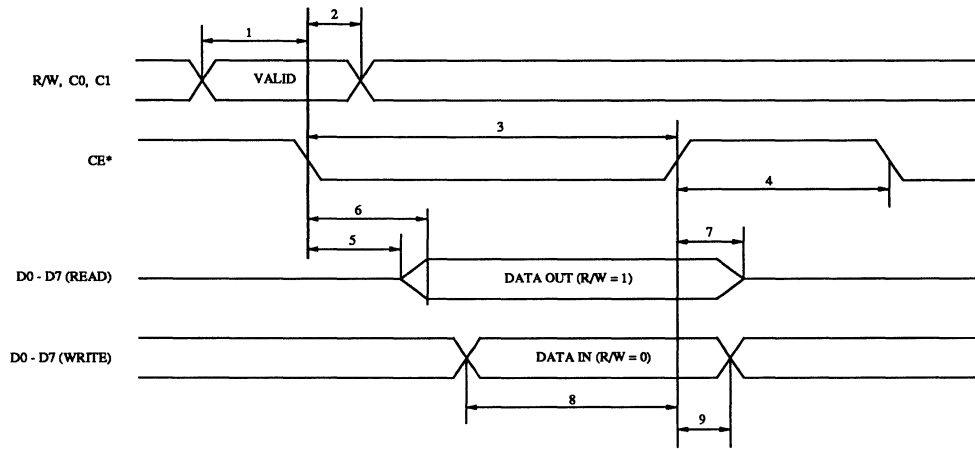 1
2
R/W, C0, C1
VALID
3
CE*
4
6
5
7
D0 - D7 (READ)
DATA OUT (R/W = 1)
D0 - D7 (WRITE)
DATA IN (R/W = 0)
8
9